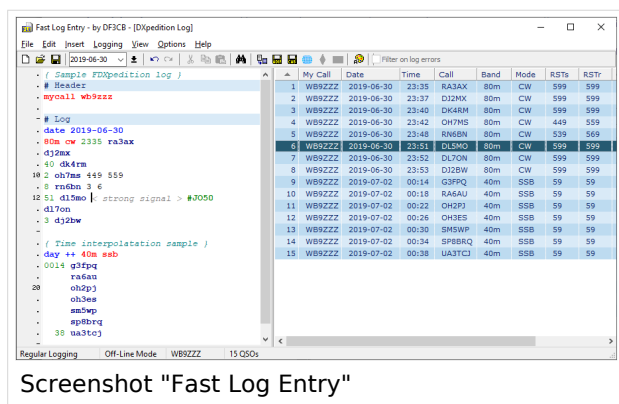 Fast Log Entry - by DF3CB - [DXpedition Log]
File Edit Insert Logging View Options Help
2019-06-30 Filter on log errors
{ Sample FDXpedition log }
# Header
mycall wb9zzz
# Log
date 2019-06-30
80m cw 2335 ra3ax
dj2mx
40 dk4rm
10 2 oh7ms 449 559
8 rn6bn 3 6
12 51 dl5mo < strong signal > #JO50
dl7on
3 dj2bw
{ Time interpolatation sample }
day ++ 40m ssb
0014 g3fpq
ra6au
20 oh2pj
oh3es
sm5wp
sp8brq
38 ua3tcj
My Call Date Time Call Band Mode RSTs RSTr
1 WB9ZZZ 2019-06-30 23:35 RA3AX 80m CW 599 599
2 WB9ZZZ 2019-06-30 23:37 DJ2MX 80m CW 599 599
3 WB9ZZZ 2019-06-30 23:40 DK4RM 80m CW 599 599
4 WB9ZZZ 2019-06-30 23:42 OH7MS 80m CW 449 559
5 WB9ZZZ 2019-06-30 23:48 RN6BN 80m CW 539 569
6 WB9ZZZ 2019-06-30 23:51 DL5MO 80m CW 599 599
7 WB9ZZZ 2019-06-30 23:52 DL7ON 80m CW 599 599
8 WB9ZZZ 2019-06-30 23:53 DJ2BW 80m CW 599 599
9 WB9ZZZ 2019-07-02 00:14 G3FPQ 40m SSB 59 59
10 WB9ZZZ 2019-07-02 00:18 RA6AU 40m SSB 59 59
11 WB9ZZZ 2019-07-02 00:22 OH2PJ 40m SSB 59 59
12 WB9ZZZ 2019-07-02 00:26 OH3ES 40m SSB 59 59
13 WB9ZZZ 2019-07-02 00:30 SM5WP 40m SSB 59 59
14 WB9ZZZ 2019-07-02 00:34 SP8BRQ 40m SSB 59 59
15 WB9ZZZ 2019-07-02 00:38 UA3TCJ 40m SSB 59 59
Regular Logging Off-Line Mode WB9ZZZ 15 QSOs
Screenshot "Fast Log Entry"